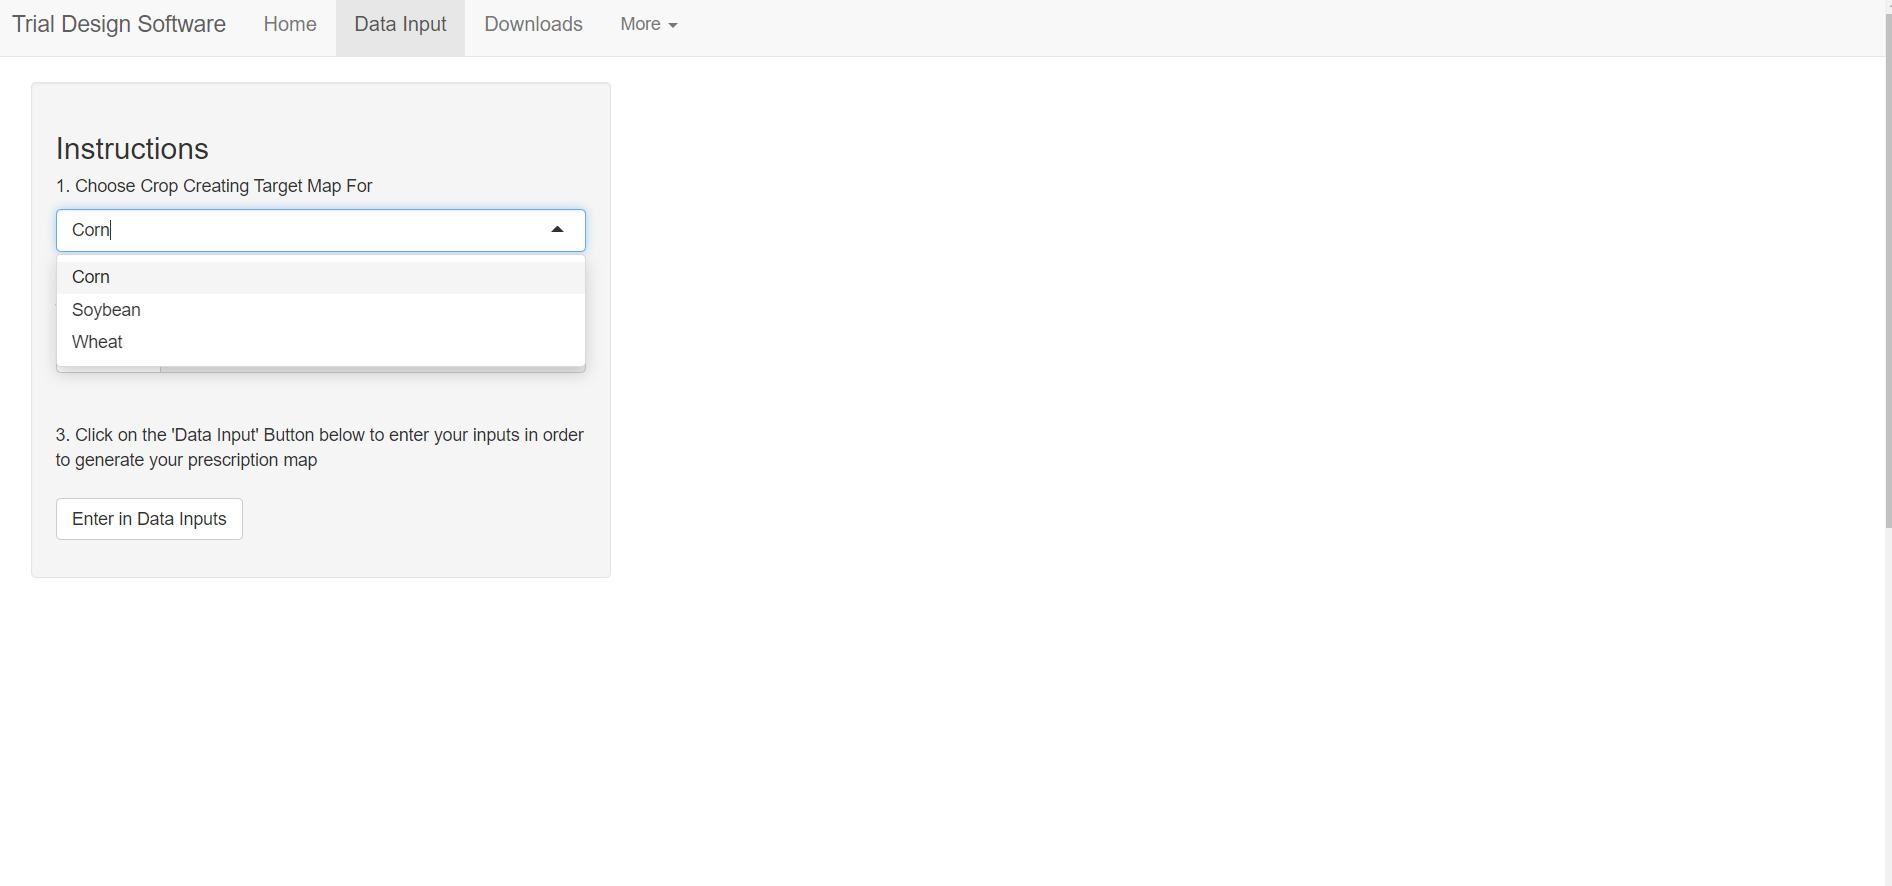 Trial Design Software Home Data Input Downloads More
Instructions
1. Choose Crop Creating Target Map For
Corn
Corn
Soybean
Wheat
3. Click on the 'Data Input' Button below to enter your inputs in order
to generate your prescription map
Enter in Data Inputs